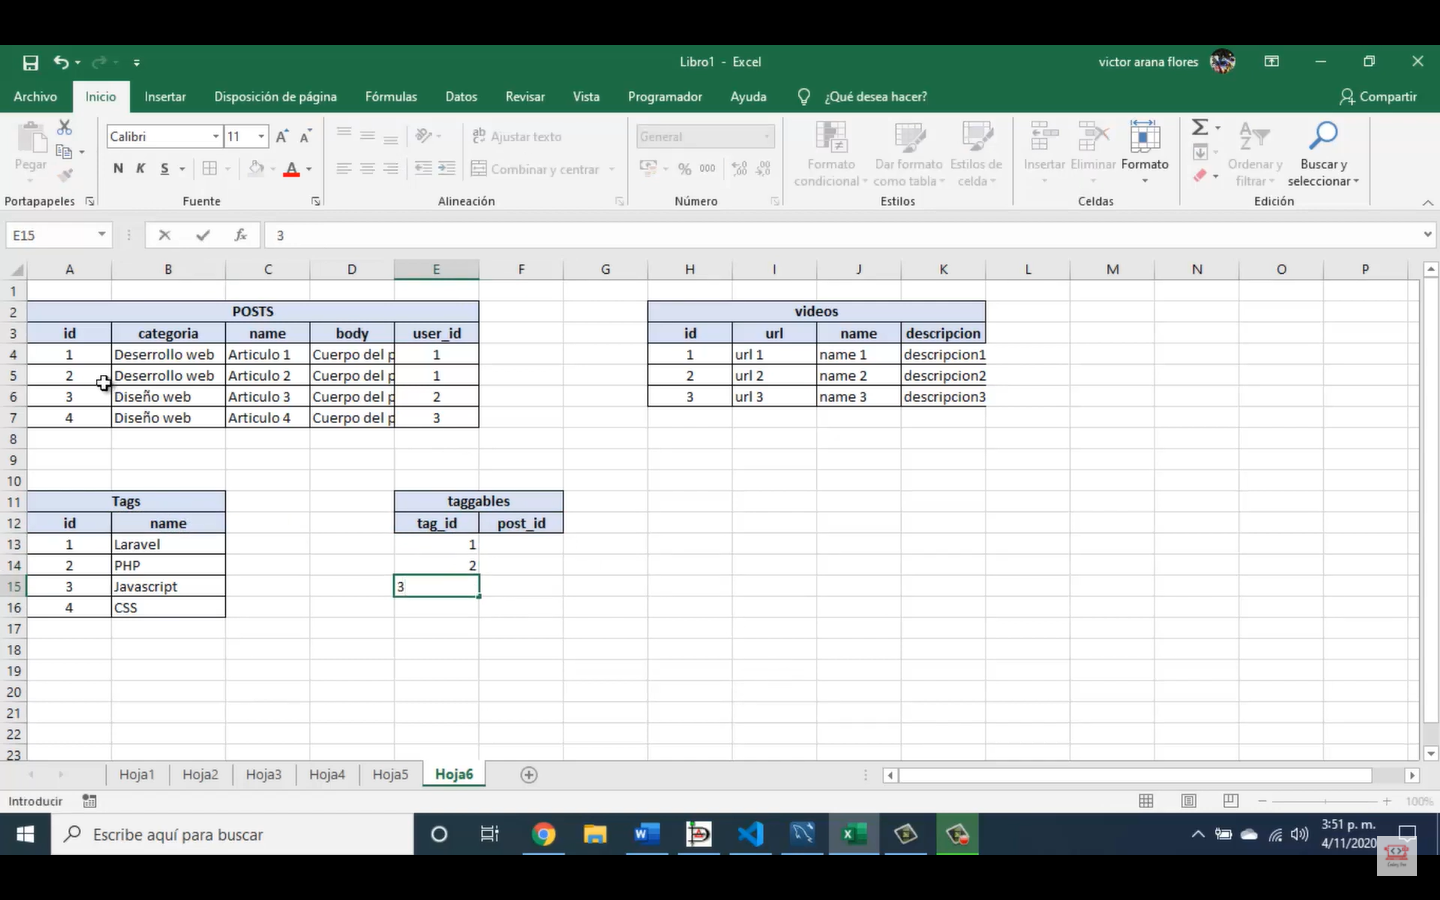 Libro1 - Excel
victor arana flores
Archivo Inicio Insertar Disposición de página Fórmulas Datos Revisar Vista Programador Ayuda ¿Qué desea hacer? Compartir
Pegar
Calibri 11
N K S
Ajustar texto
Combinar y centrar
General
% 000
Formato condicional
Dar formato como tabla
Estilos de celda
Insertar Eliminar Formato
Ordenar y filtrar
Buscar y seleccionar
Portapapeles Fuente Alineación Número Estilos Celdas Edición
E15 fx 3
A B C D E F G H I J K L M N O P
1
2 POSTS videos
3 id categoria name body user_id id url name descripcion
4 1 Deserrollo web Articulo 1 Cuerpo del p 1 1 url 1 name 1 descripcion1
5 2 Deserrollo web Articulo 2 Cuerpo del p 1 2 url 2 name 2 descripcion2
6 3 Diseño web Articulo 3 Cuerpo del p 2 3 url 3 name 3 descripcion3
7 4 Diseño web Articulo 4 Cuerpo del p 3
8
9
10
11 Tags taggables
12 id name tag_id post_id
13 1 Laravel 1
14 2 PHP 2
15 3 Javascript 3
16 4 CSS
17
18
19
20
21
22
23
Hoja1 Hoja2 Hoja3 Hoja4 Hoja5 Hoja6
Introducir 100%
Escribe aquí para buscar
3:51 p. m.
4/11/2020